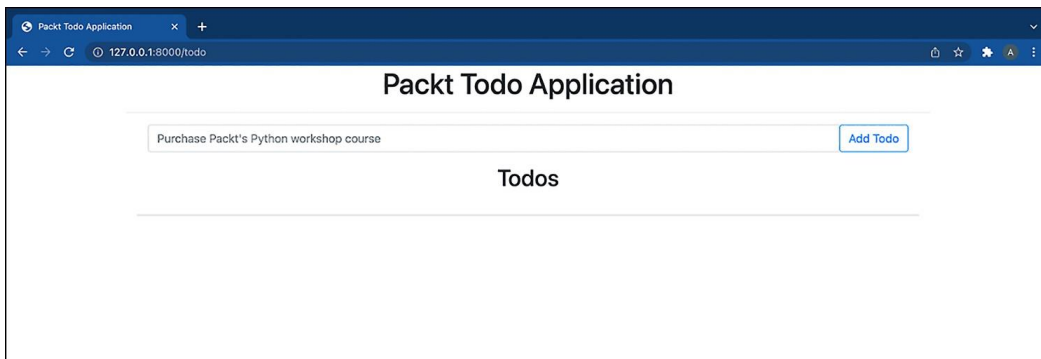 Packt Todo Application
127.0.0.1:8000/todo
A
Packt Todo Application
Purchase Packt's Python workshop course
Add Todo
Todos